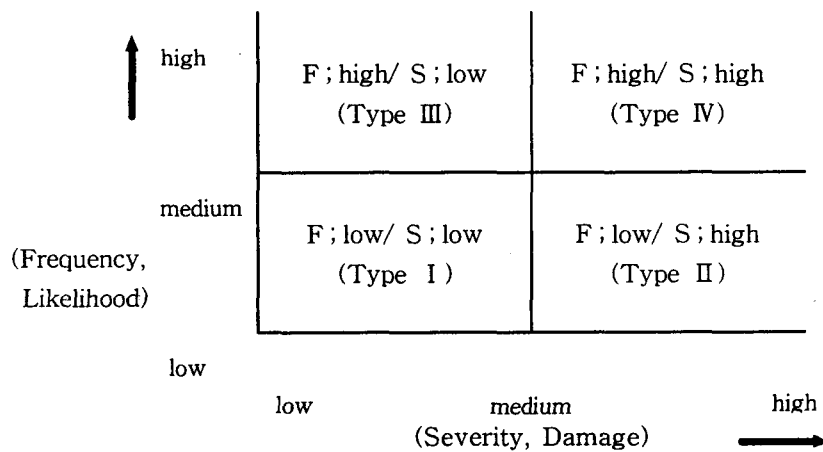 high
F ; high/ S ; low
(Type Ⅲ)
F ; high/ S ; high
(Type Ⅳ)
medium
F ; low/ S ; low
(Type Ⅰ)
F ; low/ S ; high
(Type Ⅱ)
(Frequency,
Likelihood)
low
low
medium
high
(Severity, Damage)